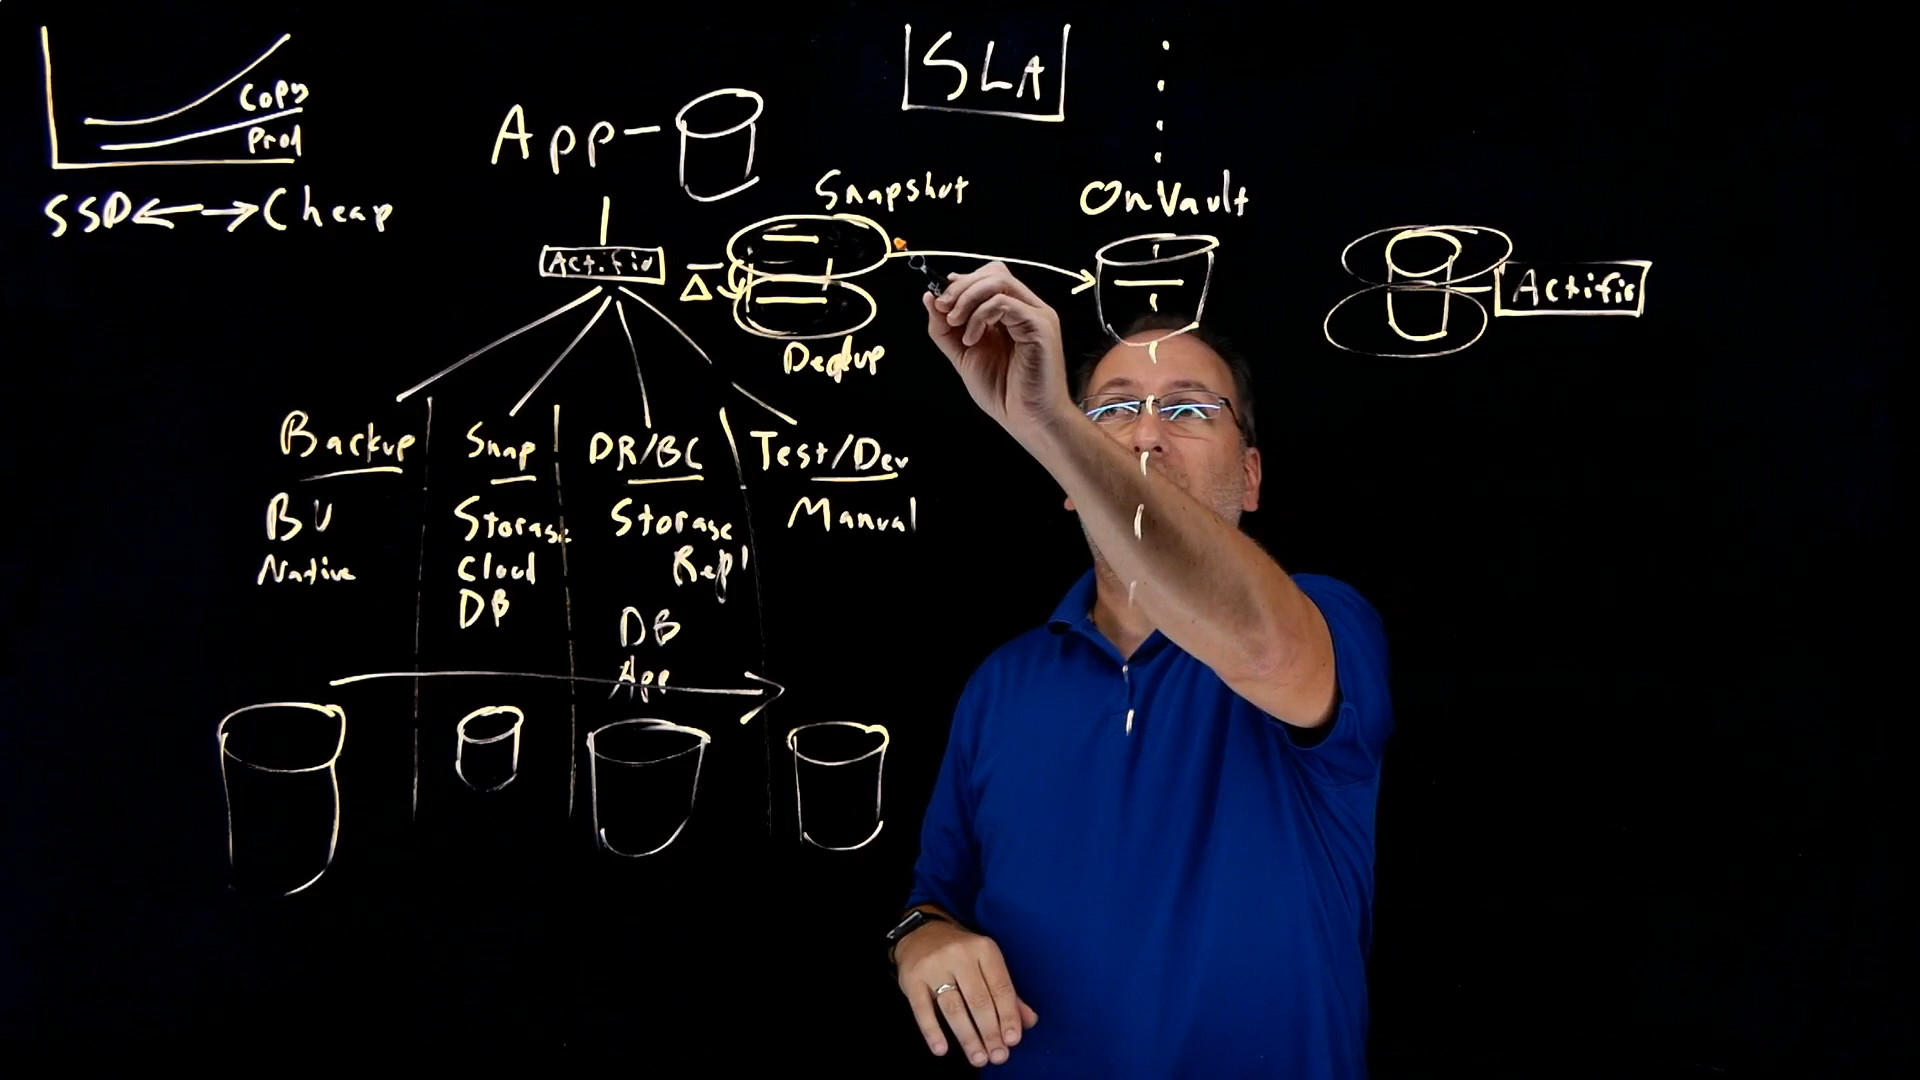 Copy
Prod
SSD Cheap
App
SLA
Snapshot
OnVault
Actifio
Δ
Dedup
Actifio
Backup
Snap
DR/BC
Test/Dev
BU
Native
Storage
Cloud
DB
Storage
Repl
DB
App
Manual